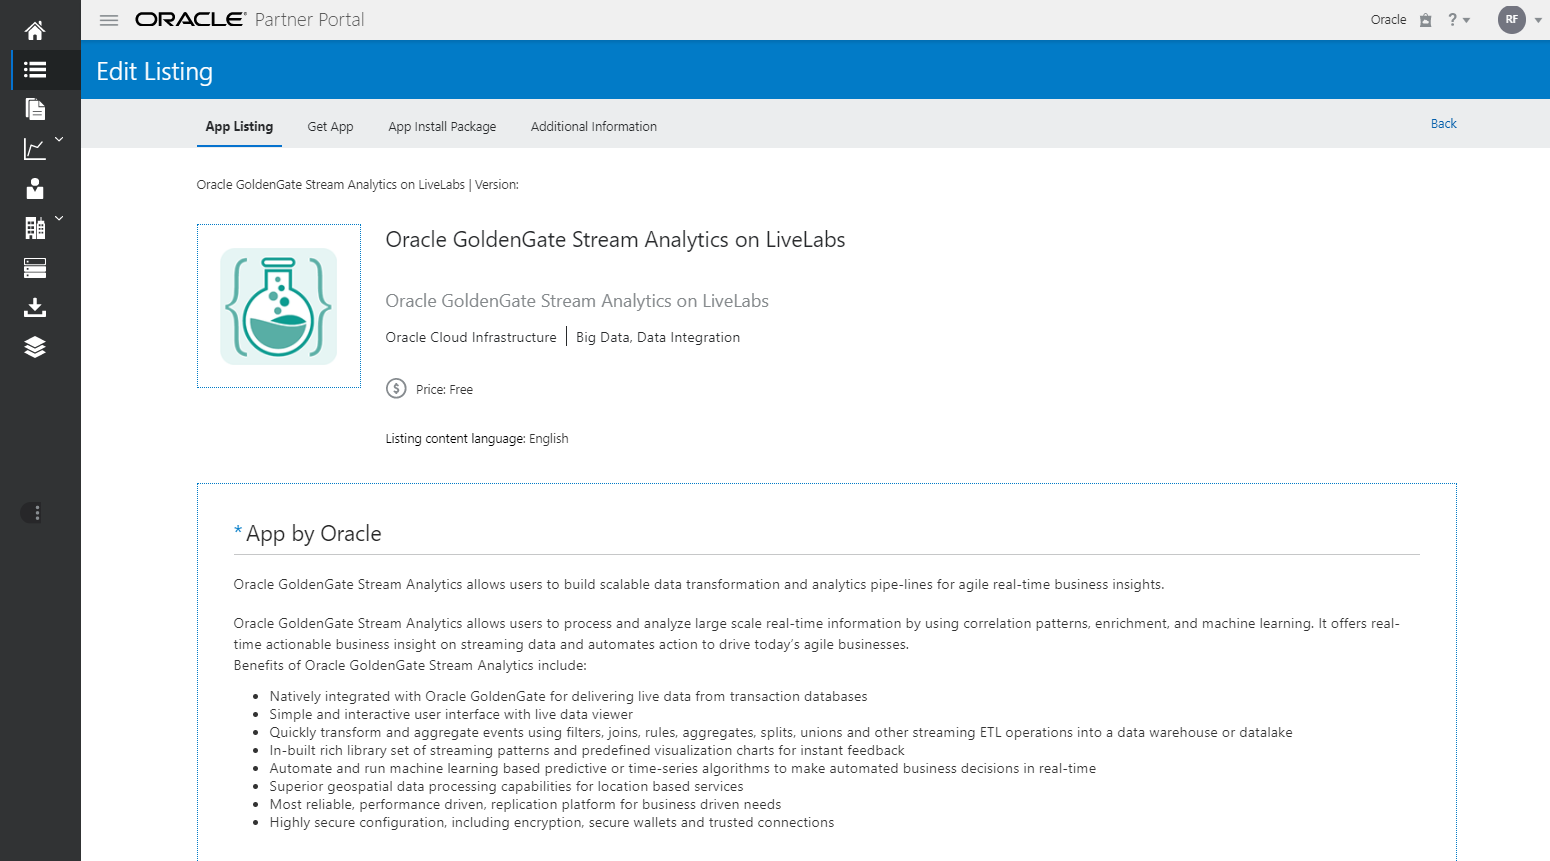 ORACLE® Partner Portal
Oracle ? RF
Edit Listing
App Listing Get App App Install Package Additional Information Back
Oracle GoldenGate Stream Analytics on LiveLabs | Version:
Oracle GoldenGate Stream Analytics on LiveLabs
Oracle GoldenGate Stream Analytics on LiveLabs
Oracle Cloud Infrastructure | Big Data, Data Integration
$ Price: Free
Listing content language: English
* App by Oracle
Oracle GoldenGate Stream Analytics allows users to build scalable data transformation and analytics pipe-lines for agile real-time business insights.
Oracle GoldenGate Stream Analytics allows users to process and analyze large scale real-time information by using correlation patterns, enrichment, and machine learning. It offers real-
time actionable business insight on streaming data and automates action to drive today's agile businesses.
Benefits of Oracle GoldenGate Stream Analytics include:
• Natively integrated with Oracle GoldenGate for delivering live data from transaction databases
• Simple and interactive user interface with live data viewer
• Quickly transform and aggregate events using filters, joins, rules, aggregates, splits, unions and other streaming ETL operations into a data warehouse or datalake
• In-built rich library set of streaming patterns and predefined visualization charts for instant feedback
• Automate and run machine learning based predictive or time-series algorithms to make automated business decisions in real-time
• Superior geospatial data processing capabilities for location based services
• Most reliable, performance driven, replication platform for business driven needs
• Highly secure configuration, including encryption, secure wallets and trusted connections